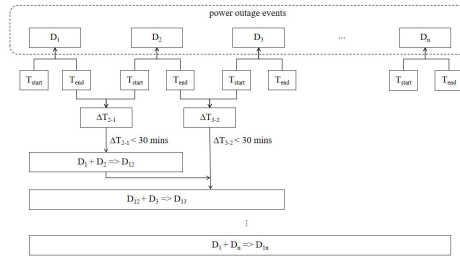 power outage events
D1 D2 D3 ... Dn
Tstart Tend Tstart Tend Tstart Tend Tstart Tend
ΔT2-1 ΔT3-2
ΔT2-1 < 30 mins ΔT3-2 < 30 mins
D1 + D2 => D12
D12 + D3 => D13
⋮
D1 + Dn => D1n